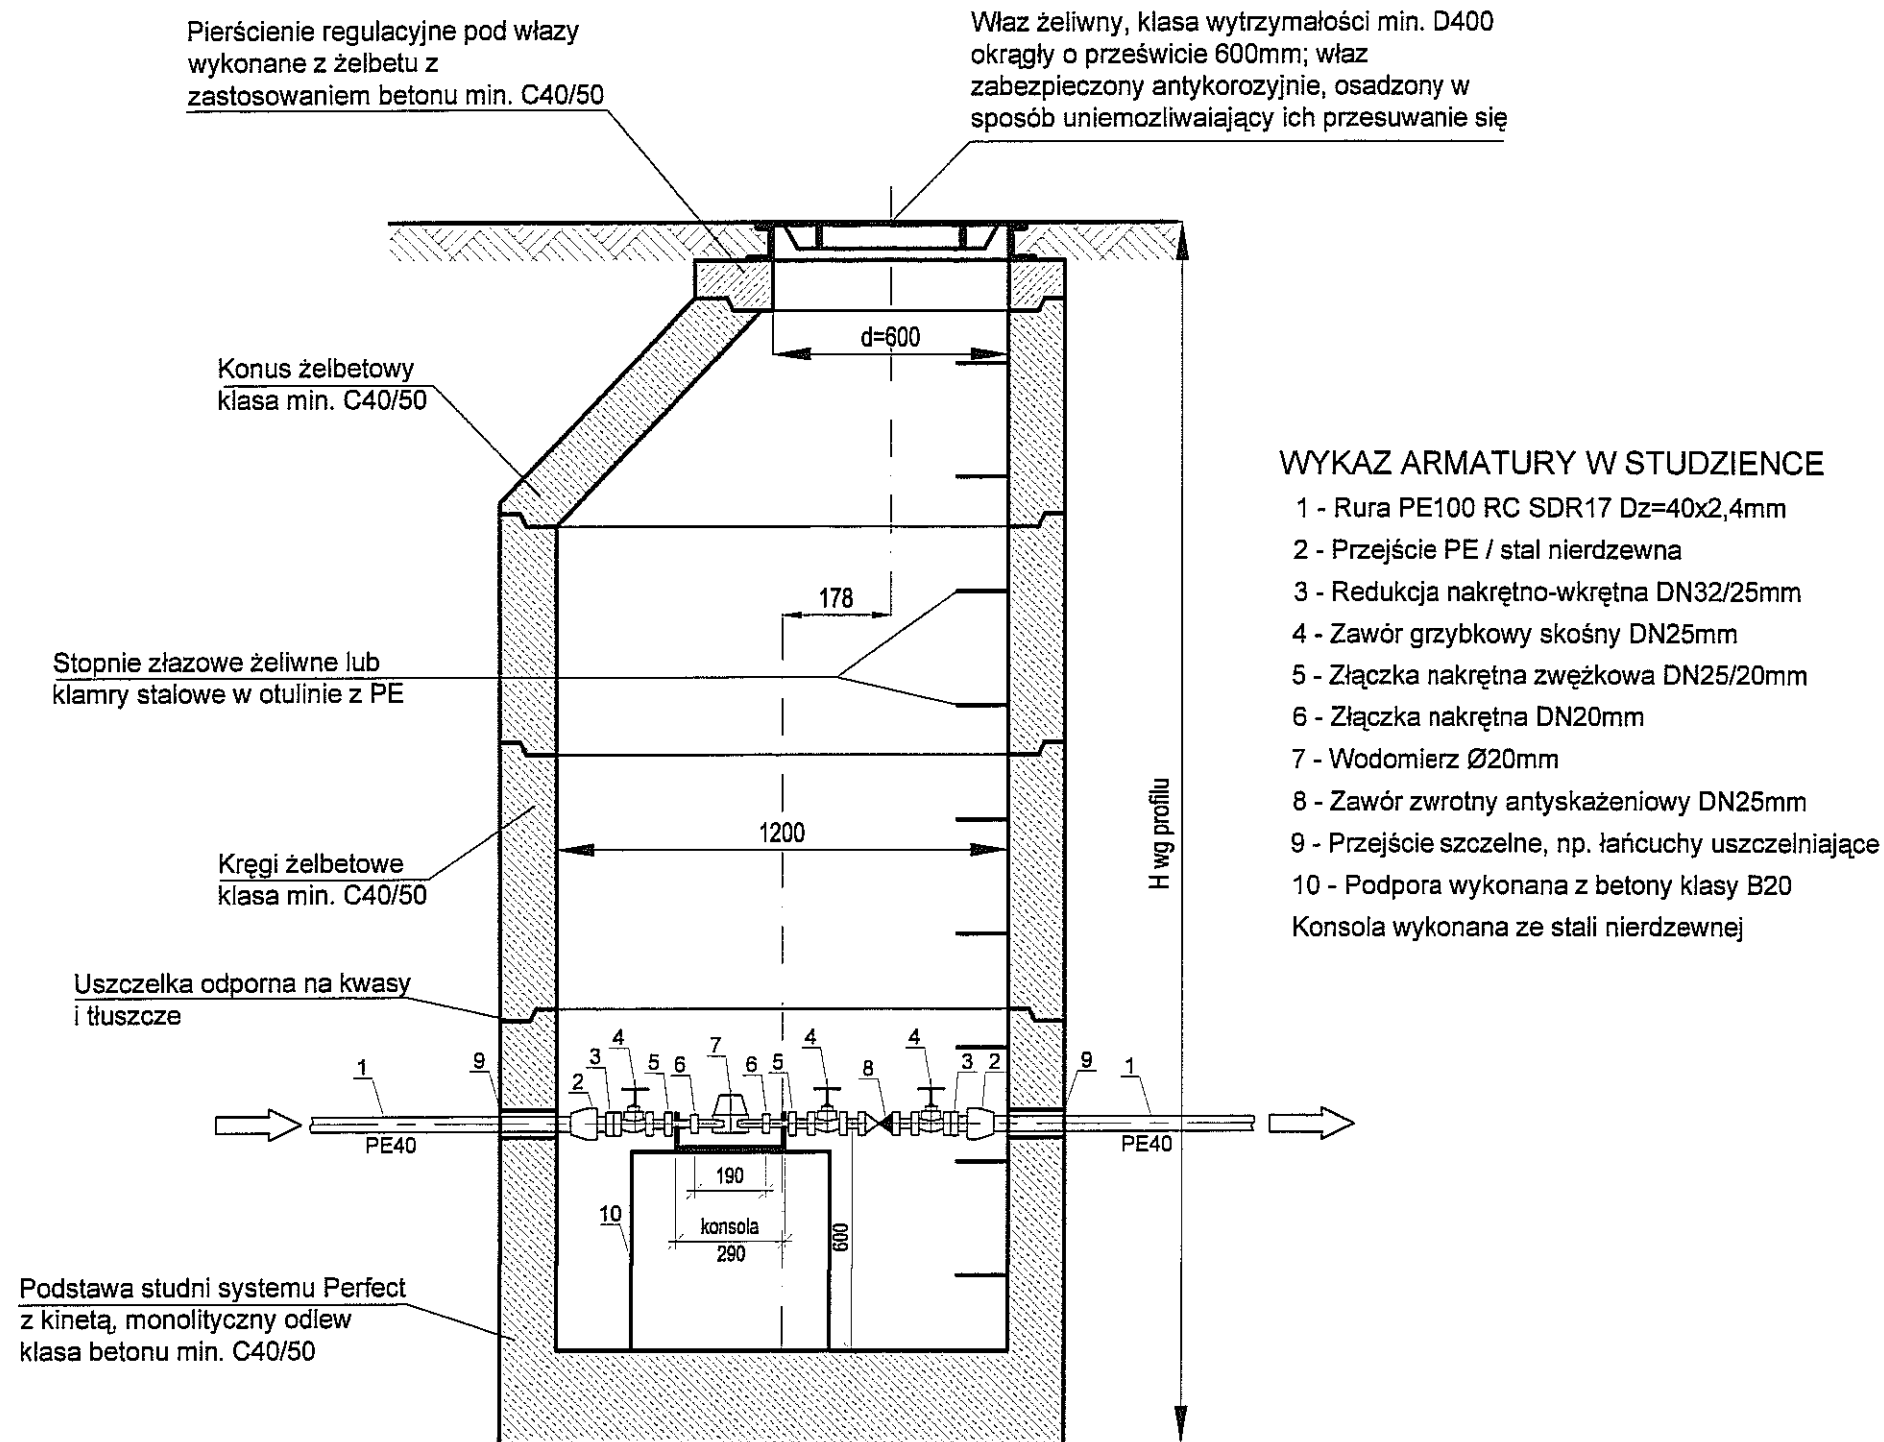 Pierścienie regulacyjne pod włazy
wykonane z żelbetu z
zastosowaniem betonu min. C40/50
Właz żeliwny, klasa wytrzymałości min. D400
okrągły o prześwicie 600mm; właz
zabezpieczony antykorozyjnie, osadzony w
sposób uniemozliwaiający ich przesuwanie się
d=600
Konus żelbetowy
klasa min. C40/50
178
Stopnie złazowe żeliwne lub
klamry stalowe w otulinie z PE
1200
H wg profilu
Kręgi żelbetowe
klasa min. C40/50
Uszczelka odporna na kwasy
i tłuszcze
1 9 2 3 4 5 6 7 6 5 4 8 4 3 2 9 1
PE40
PE40
190
10
konsola
290
600
Podstawa studni systemu Perfect
z kinetą, monolityczny odlew
klasa betonu min. C40/50
WYKAZ ARMATURY W STUDZIENCE
1 - Rura PE100 RC SDR17 Dz=40x2,4mm
2 - Przejście PE / stal nierdzewna
3 - Redukcja nakrętno-wkrętna DN32/25mm
4 - Zawór grzybkowy skośny DN25mm
5 - Złączka nakrętna zwężkowa DN25/20mm
6 - Złączka nakrętna DN20mm
7 - Wodomierz Ø20mm
8 - Zawór zwrotny antyskażeniowy DN25mm
9 - Przejście szczelne, np. łańcuchy uszczelniające
10 - Podpora wykonana z betony klasy B20
Konsola wykonana ze stali nierdzewnej